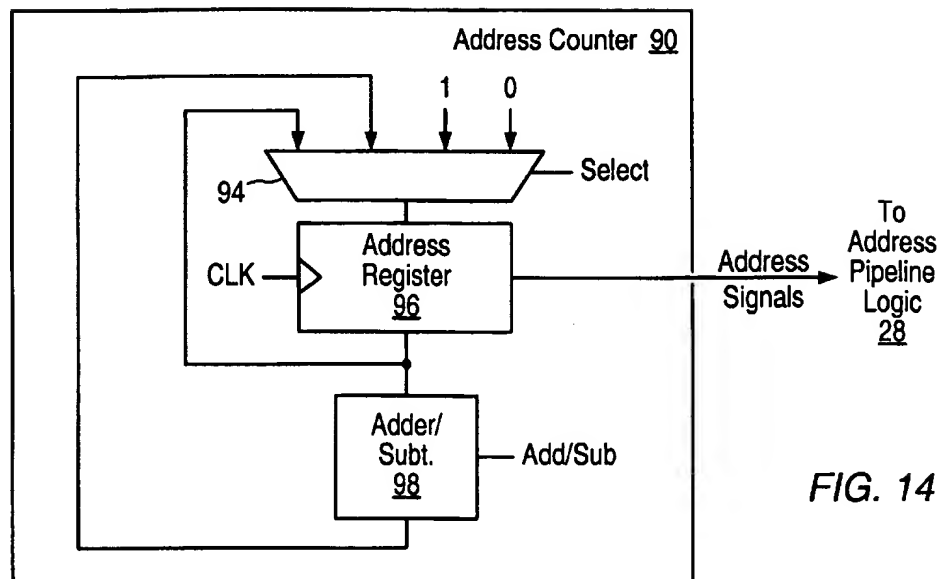 Address Counter 90
1 0
94
Select
Address
Register
96
CLK
Address
Signals
To
Address
Pipeline
Logic
28
Adder/
Subt.
98
Add/Sub
FIG. 14